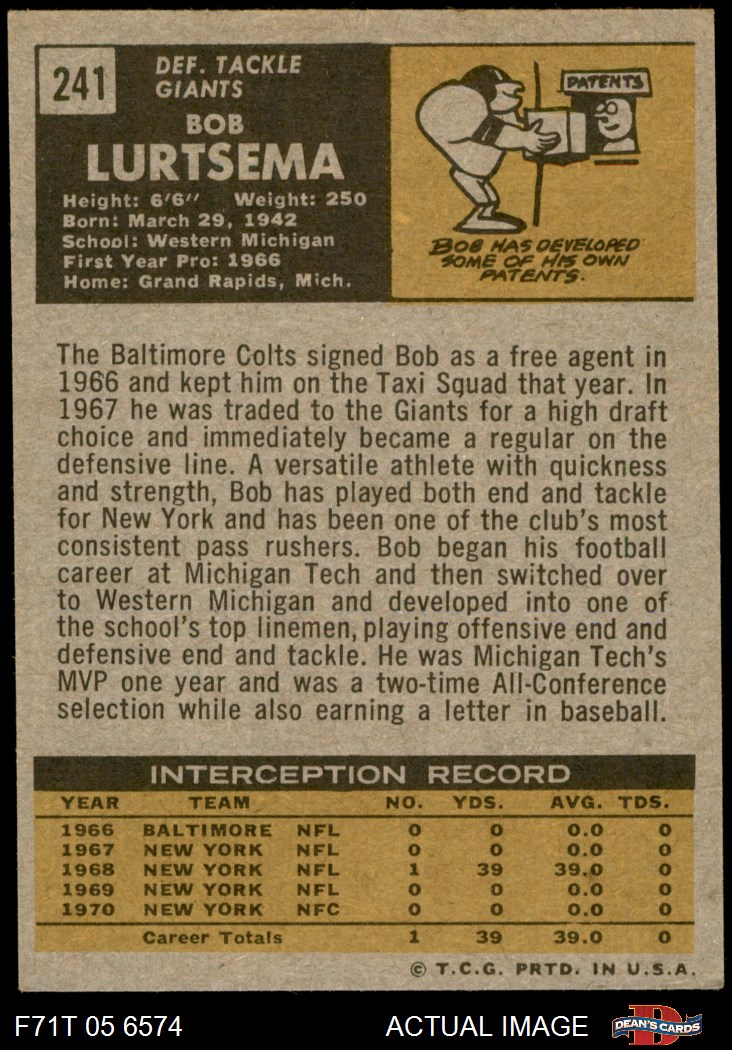 241
DEF. TACKLE
GIANTS
BOB
LURTSEMA
Height: 6'6" Weight: 250
Born: March 29, 1942
School: Western Michigan
First Year Pro: 1966
Home: Grand Rapids, Mich.
PATENTS
BOB HAS DEVELOPED
SOME OF HIS OWN
PATENTS.
The Baltimore Colts signed Bob as a free agent in
1966 and kept him on the Taxi Squad that year. In
1967 he was traded to the Giants for a high draft
choice and immediately became a regular on the
defensive line. A versatile athlete with quickness
and strength, Bob has played both end and tackle
for New York and has been one of the club's most
consistent pass rushers. Bob began his football
career at Michigan Tech and then switched over
to Western Michigan and developed into one of
the school's top linemen, playing offensive end and
defensive end and tackle. He was Michigan Tech's
MVP one year and was a two-time All-Conference
selection while also earning a letter in baseball.
INTERCEPTION RECORD
YEAR TEAM NO. YDS. AVG. TDS.
1966 BALTIMORE NFL 0 0 0.0 0
1967 NEW YORK NFL 0 0 0.0 0
1968 NEW YORK NFL 1 39 39.0 0
1969 NEW YORK NFL 0 0 0.0 0
1970 NEW YORK NFC 0 0 0.0 0
Career Totals 1 39 39.0 0
© T.C.G. PRTD. IN U.S.A.
F71T 05 6574 ACTUAL IMAGE D DEAN'S CARDS